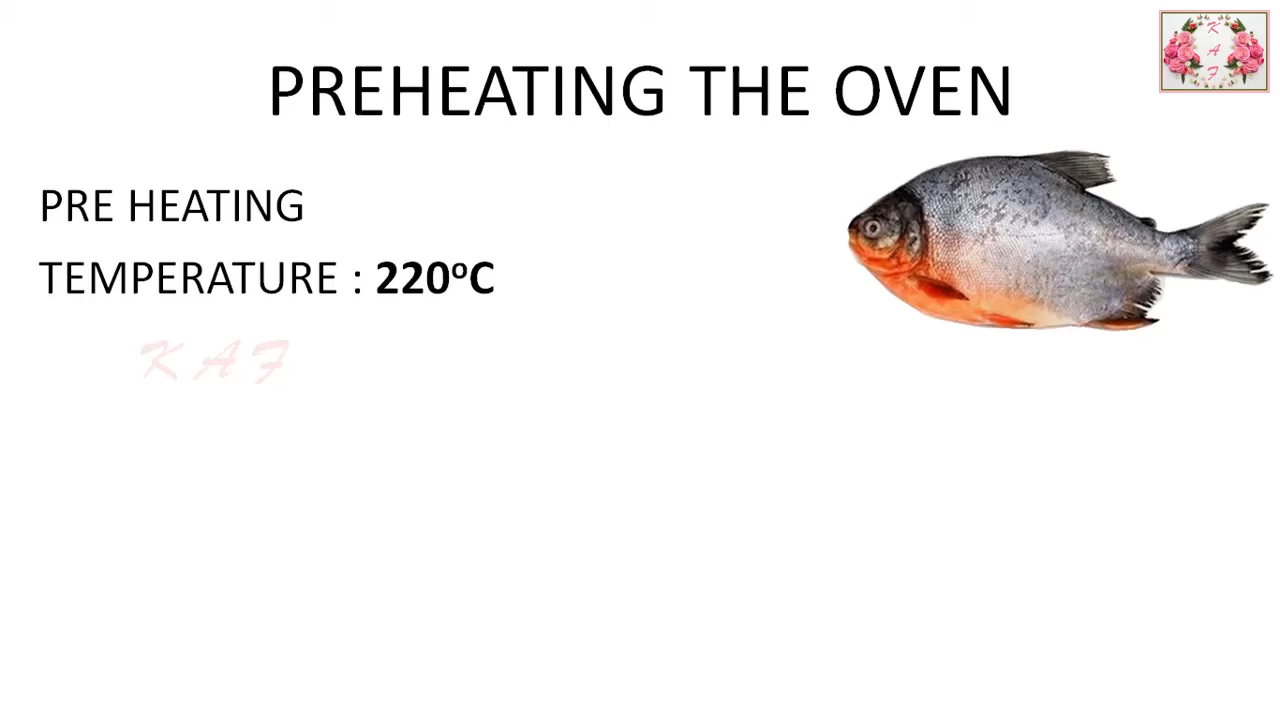 PREHEATING THE OVEN
PRE HEATING
TEMPERATURE : 220ºC
K A F
K
A
F